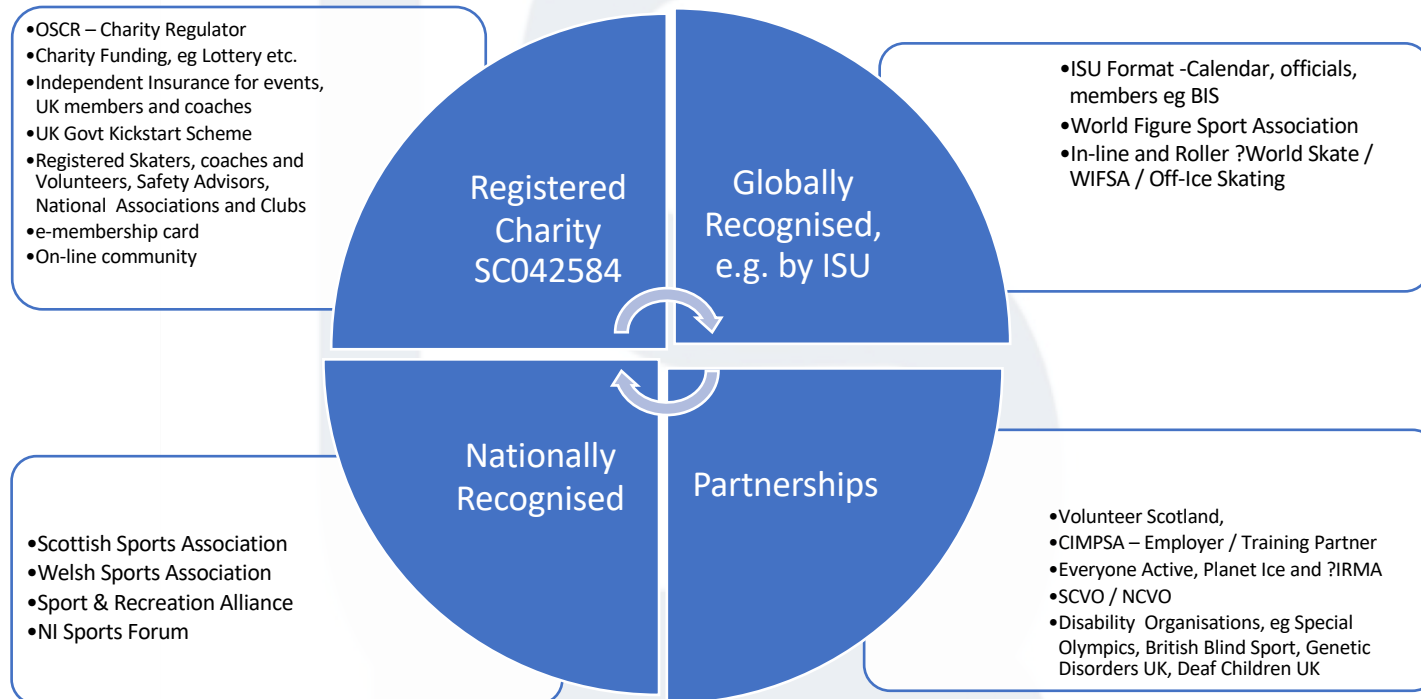 •OSCR – Charity Regulator
•Charity Funding, eg Lottery etc.
•Independent Insurance for events,
UK members and coaches
•UK Govt Kickstart Scheme
•Registered Skaters, coaches and
Volunteers, Safety Advisors,
National Associations and Clubs
•e-membership card
•On-line community
Registered
Charity
SC042584
Globally
Recognised,
e.g. by ISU
•ISU Format -Calendar, officials,
members eg BIS
•World Figure Sport Association
•In-line and Roller ?World Skate /
WIFSA / Off-Ice Skating
Nationally
Recognised
Partnerships
•Scottish Sports Association
•Welsh Sports Association
•Sport & Recreation Alliance
•NI Sports Forum
•Volunteer Scotland,
•CIMPSA – Employer / Training Partner
•Everyone Active, Planet Ice and ?IRMA
•SCVO / NCVO
•Disability Organisations, eg Special
Olympics, British Blind Sport, Genetic
Disorders UK, Deaf Children UK